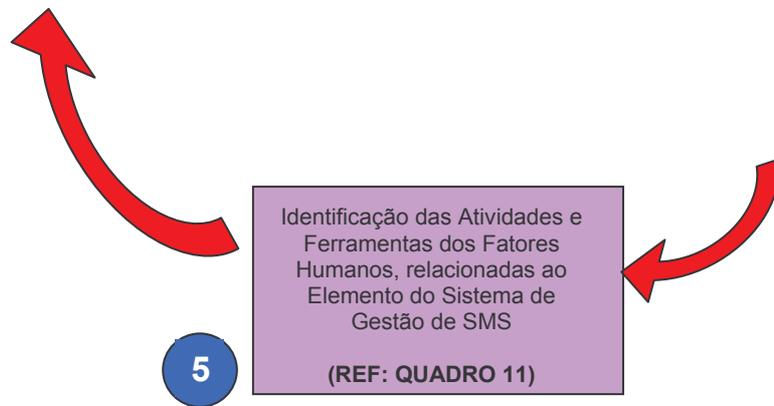 Identificação das Atividades e
Ferramentas dos Fatores
Humanos, relacionadas ao
Elemento do Sistema de
Gestão de SMS
(REF: QUADRO 11)
5